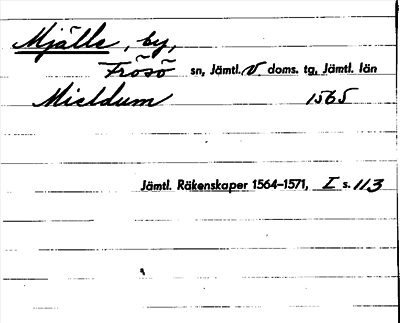 Mjälle, by,
Frösö sn, Jämtl. V. doms. tg, Jämtl. län
Mieldum 1565
Jämtl. Räkenskaper 1564–1571, I s. 113